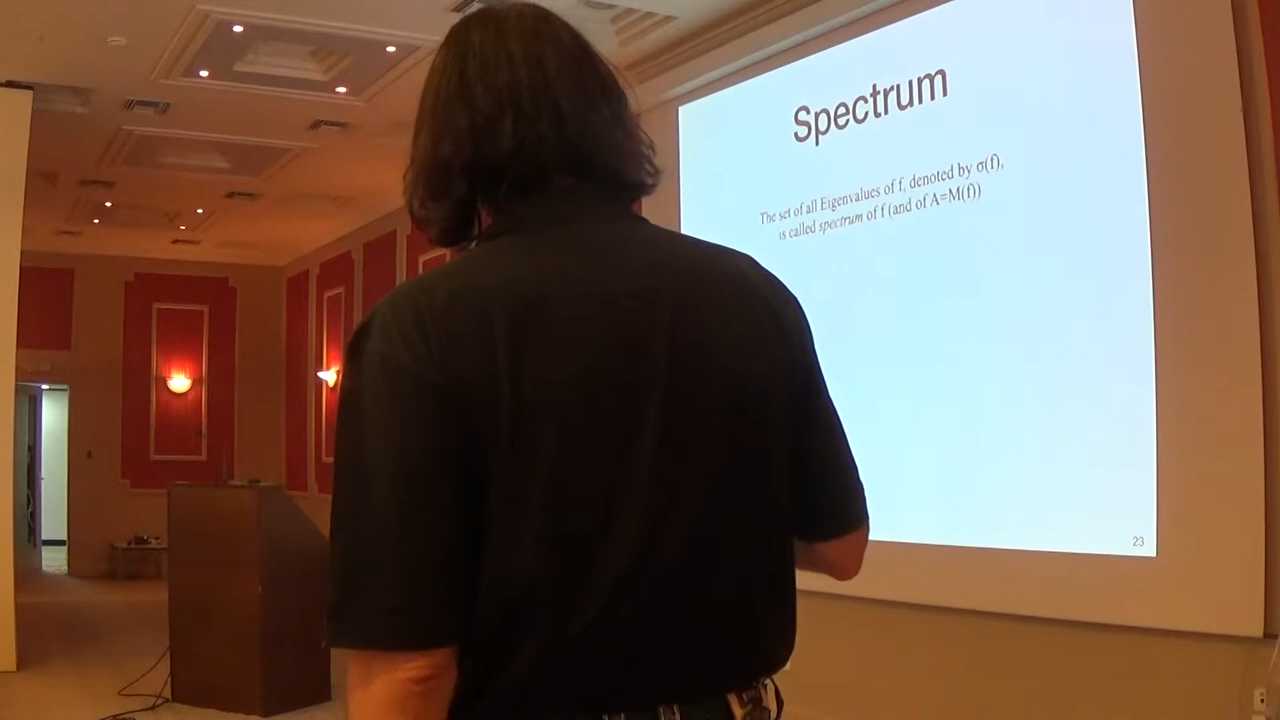 Spectrum
The set of all Eigenvalues of f, denoted by σ(f),
is called spectrum of f (and of A=M(f))
23